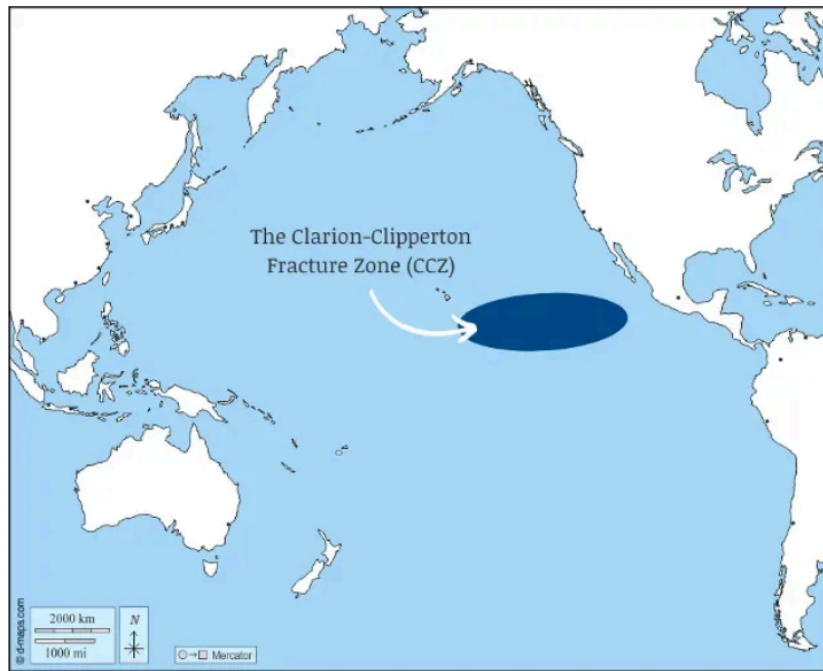 The Clarion-Clipperton
Fracture Zone (CCZ)
© d-maps.com
2000 km
1000 mi
N
Mercator